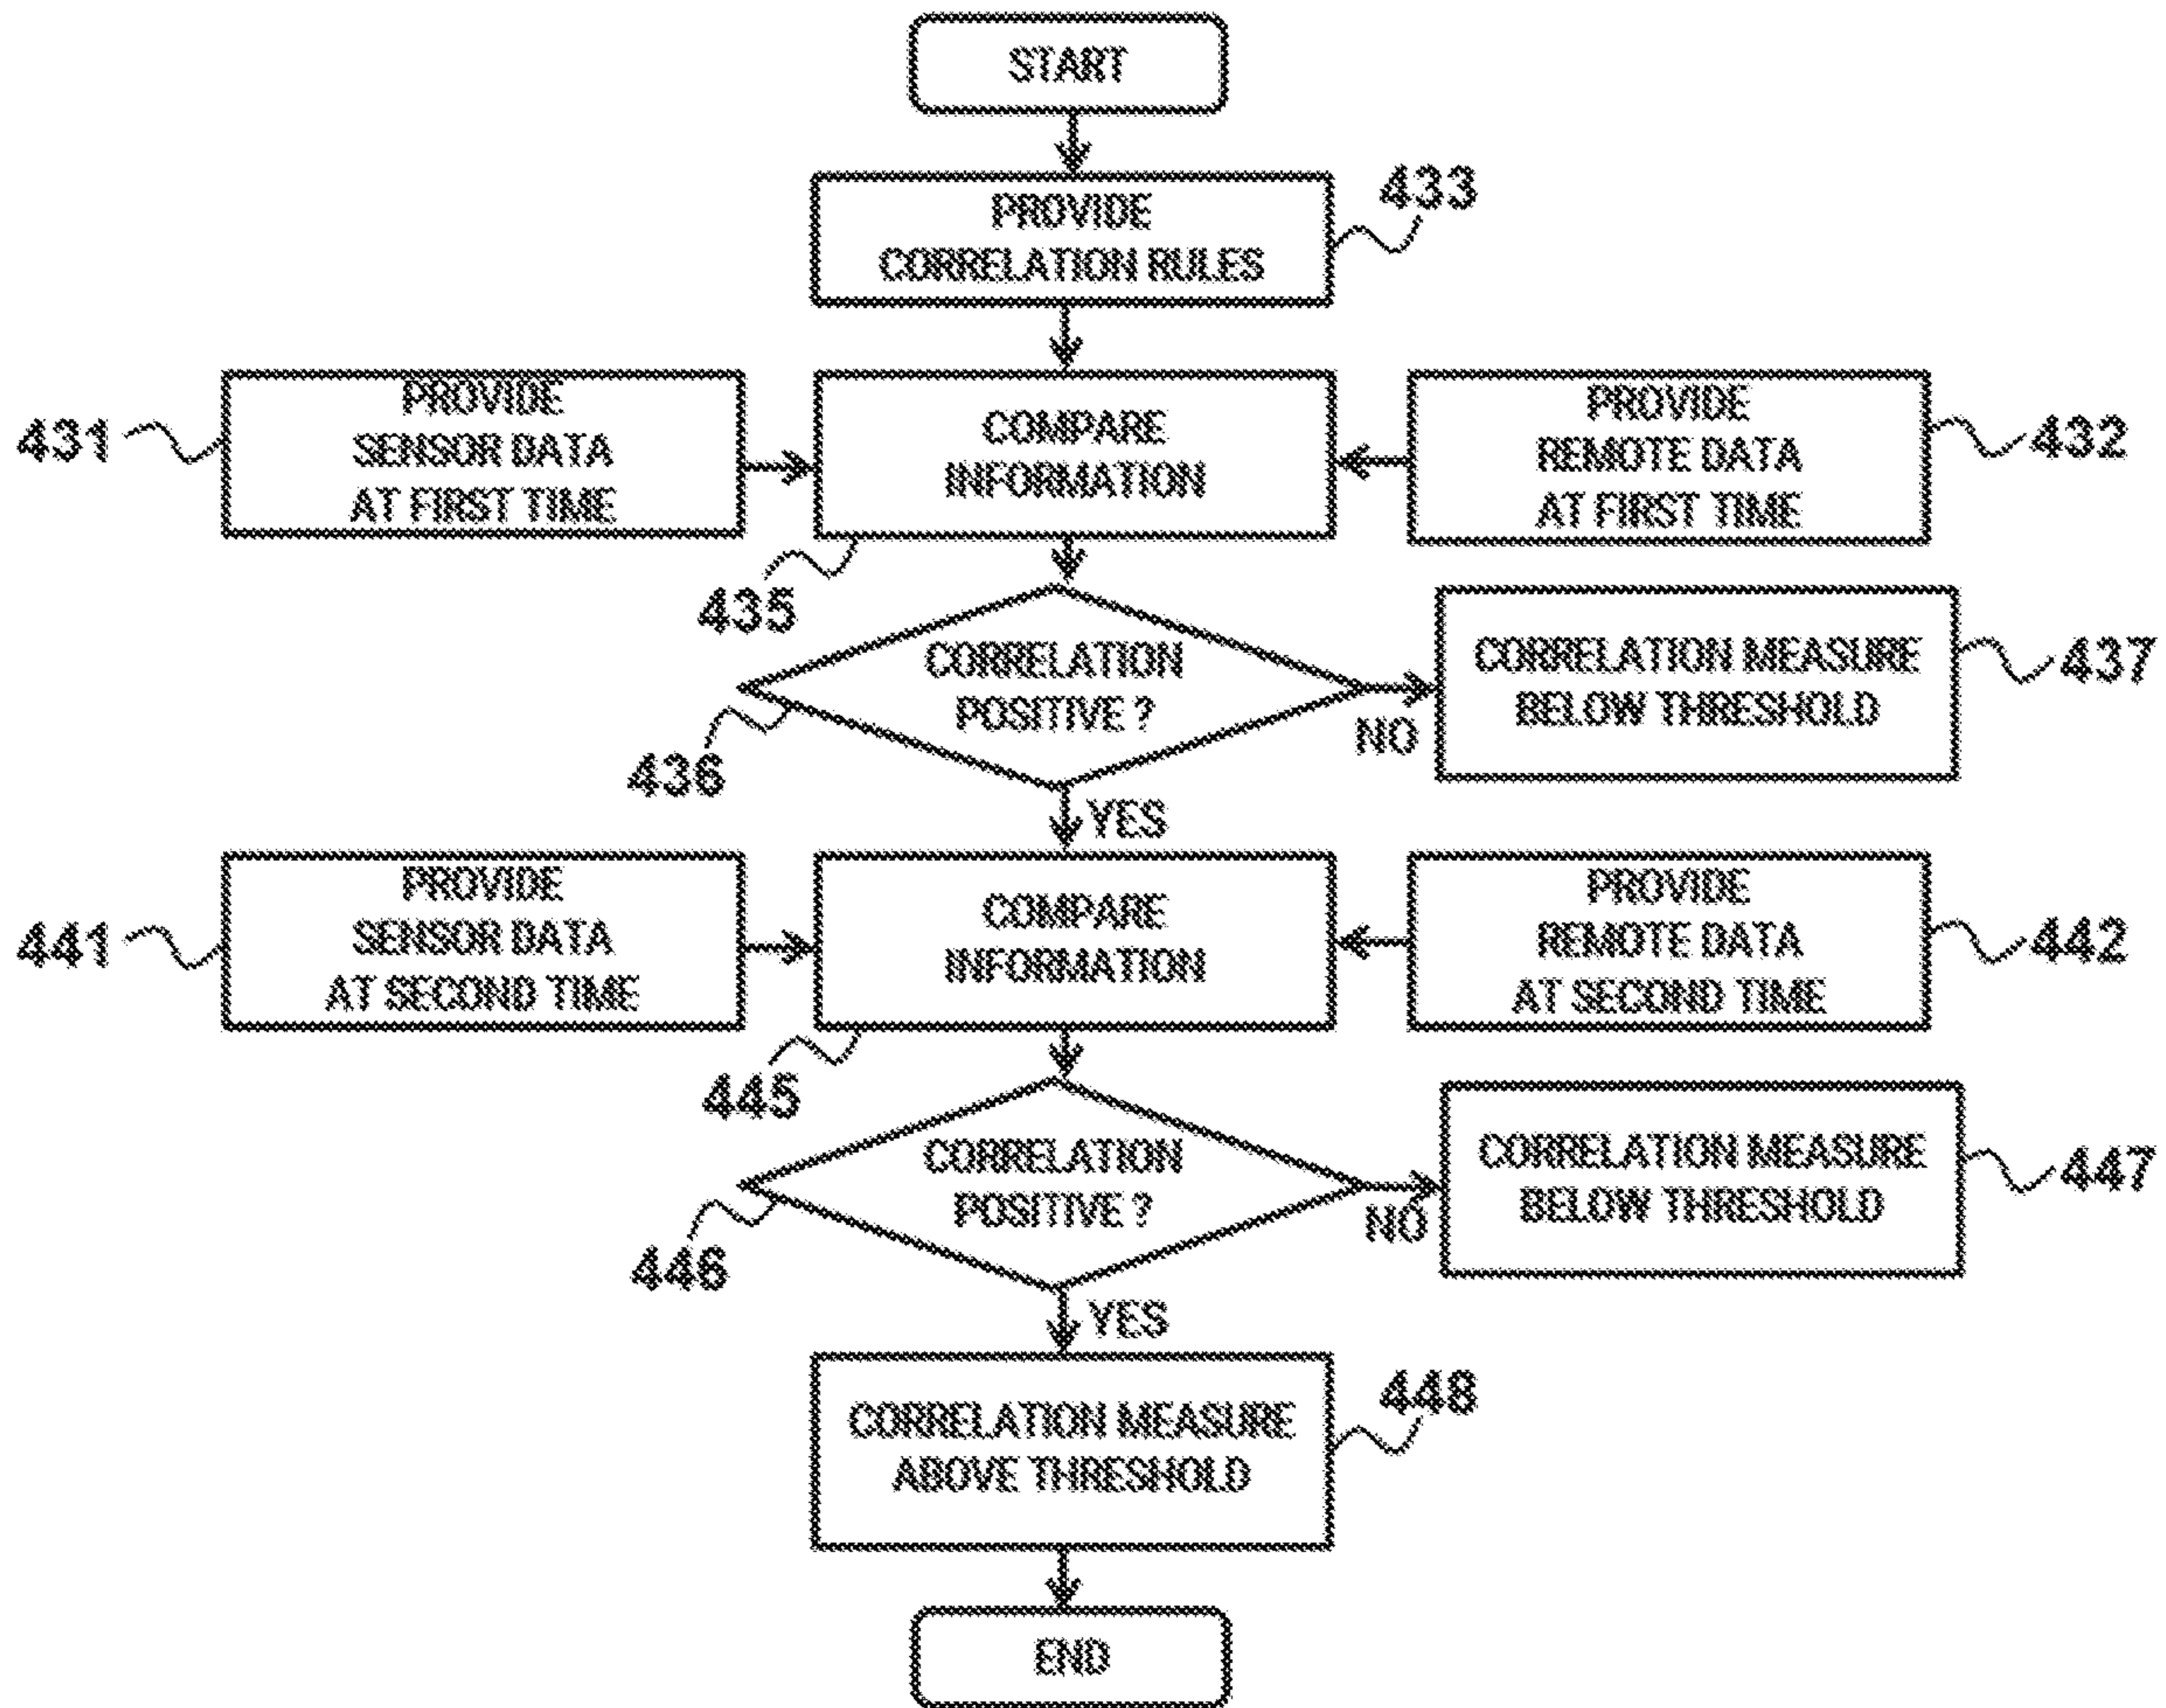 START
PROVIDE
CORRELATION RULES
433
PROVIDE
SENSOR DATA
AT FIRST TIME
431
COMPARE
INFORMATION
435
PROVIDE
REMOTE DATA
AT FIRST TIME
432
CORRELATION
POSITIVE ?
436
NO
CORRELATION MEASURE
BELOW THRESHOLD
437
YES
PROVIDE
SENSOR DATA
AT SECOND TIME
441
COMPARE
INFORMATION
445
PROVIDE
REMOTE DATA
AT SECOND TIME
442
CORRELATION
POSITIVE ?
446
NO
CORRELATION MEASURE
BELOW THRESHOLD
447
YES
CORRELATION MEASURE
ABOVE THRESHOLD
448
END